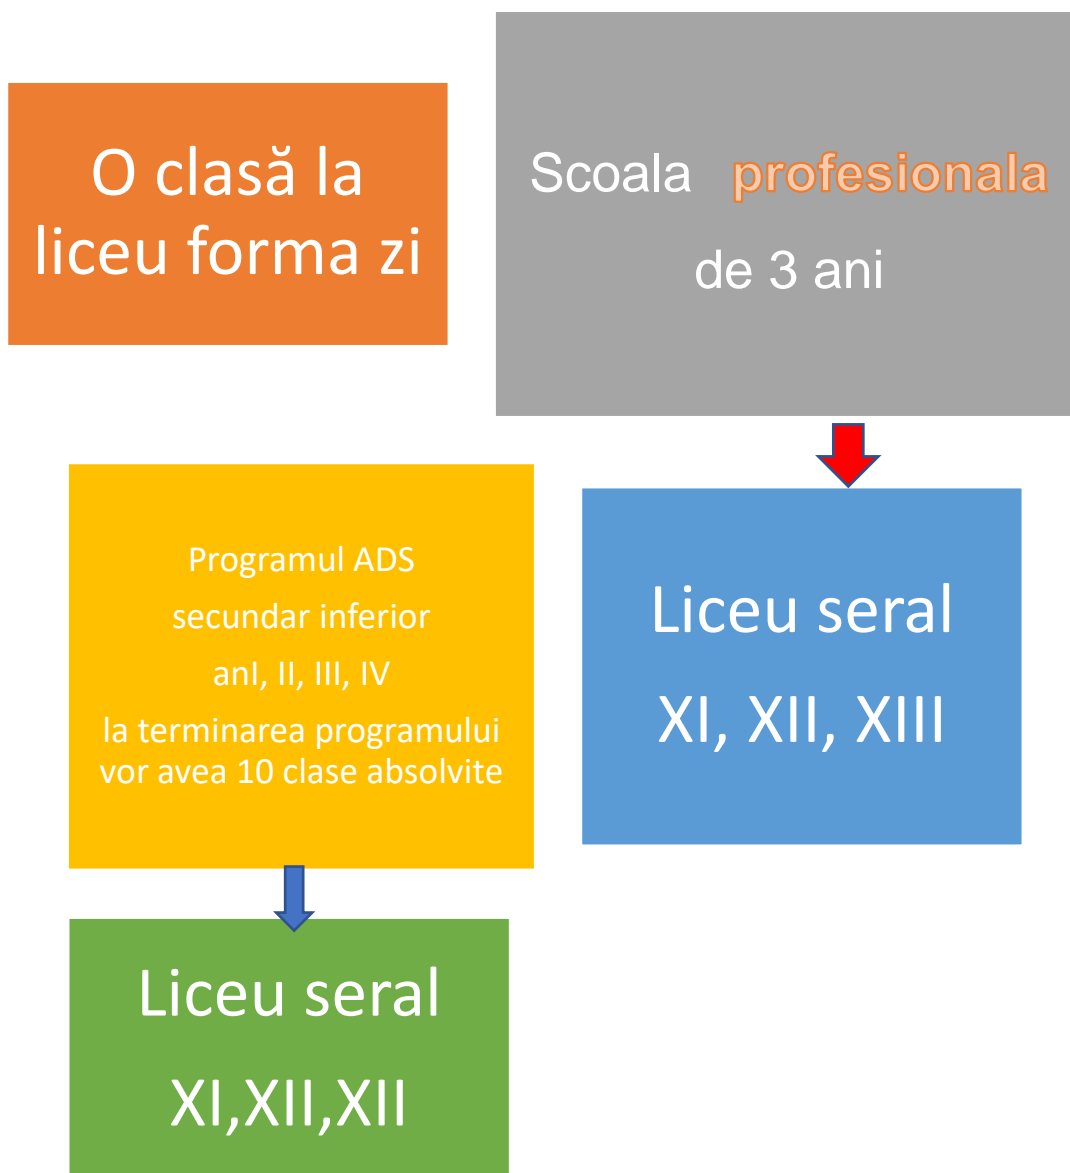 O clasă la
liceu forma zi
Scoala profesionala
de 3 ani
Programul ADS
secundar inferior
anI, II, III, IV
la terminarea programului
vor avea 10 clase absolvite
Liceu seral
XI, XII, XIII
Liceu seral
XI,XII,XII